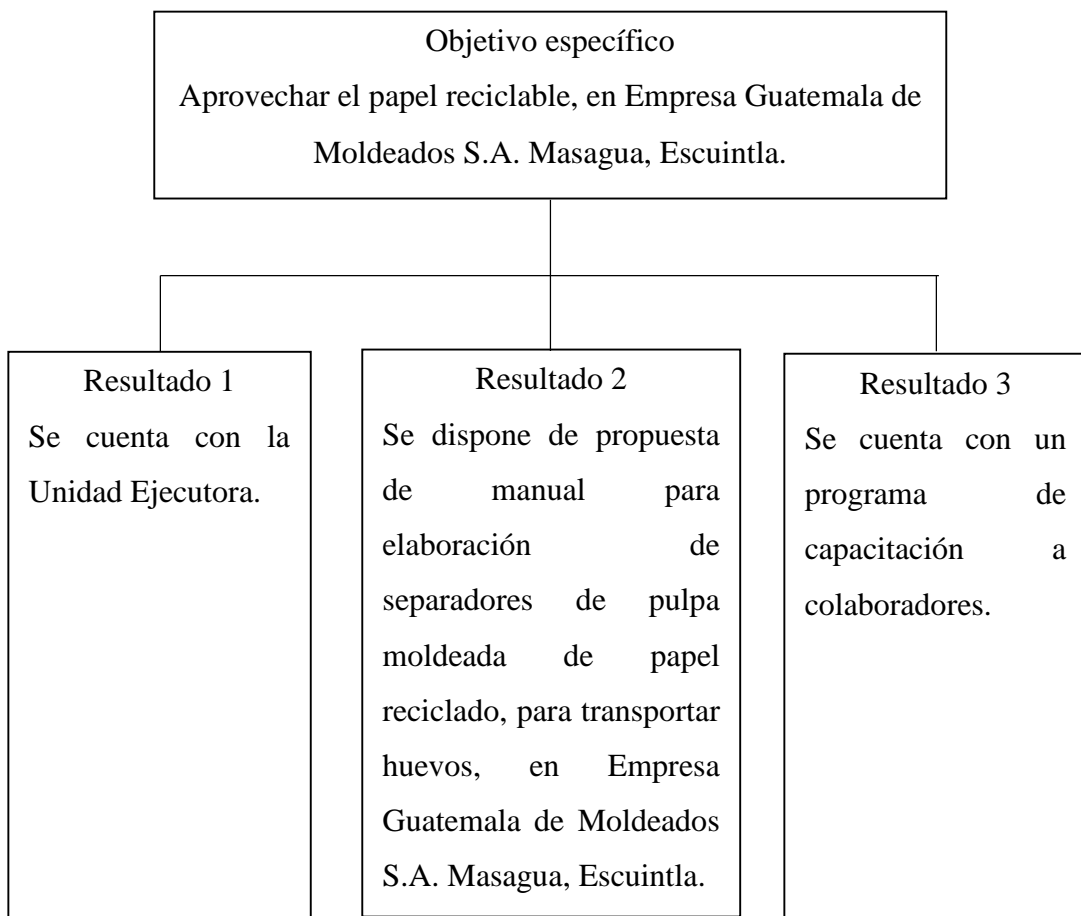 Objetivo específico
Aprovechar el papel reciclable, en Empresa Guatemala de
Moldeados S.A. Masagua, Escuintla.
Resultado 1
Se cuenta con la
Unidad Ejecutora.
Resultado 2
Se dispone de propuesta
de manual para
elaboración de
separadores de pulpa
moldeada de papel
reciclado, para transportar
huevos, en Empresa
Guatemala de Moldeados
S.A. Masagua, Escuintla.
Resultado 3
Se cuenta con un
programa de
capacitación a
colaboradores.